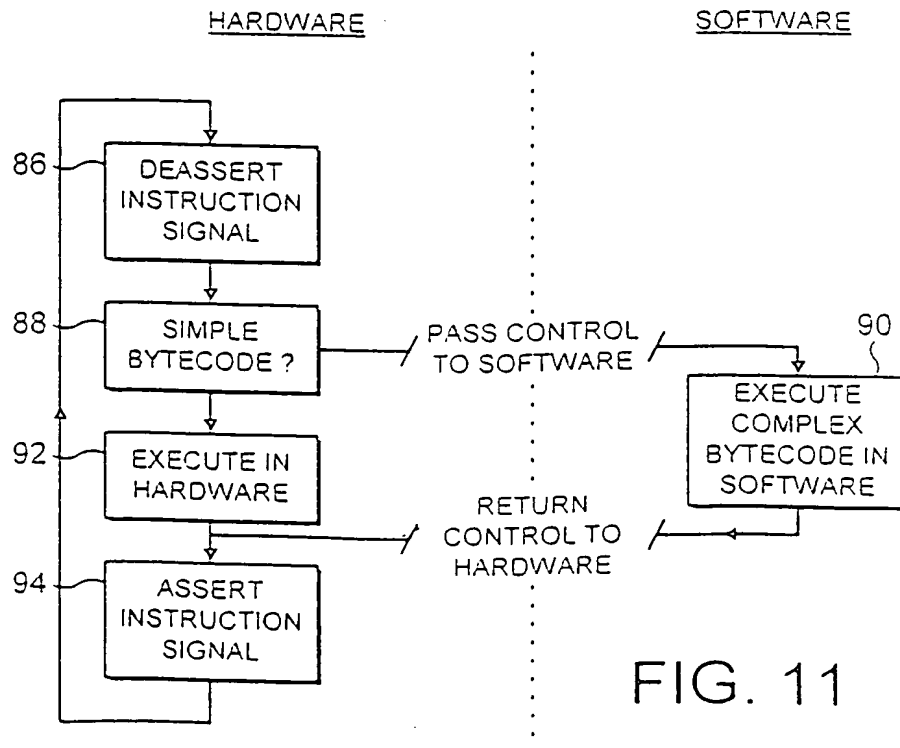 HARDWARE
SOFTWARE
86
DEASSERT
INSTRUCTION
SIGNAL
88
SIMPLE
BYTECODE ?
PASS CONTROL
TO SOFTWARE
90
EXECUTE
COMPLEX
BYTECODE IN
SOFTWARE
92
EXECUTE IN
HARDWARE
RETURN
CONTROL TO
HARDWARE
94
ASSERT
INSTRUCTION
SIGNAL
FIG. 11